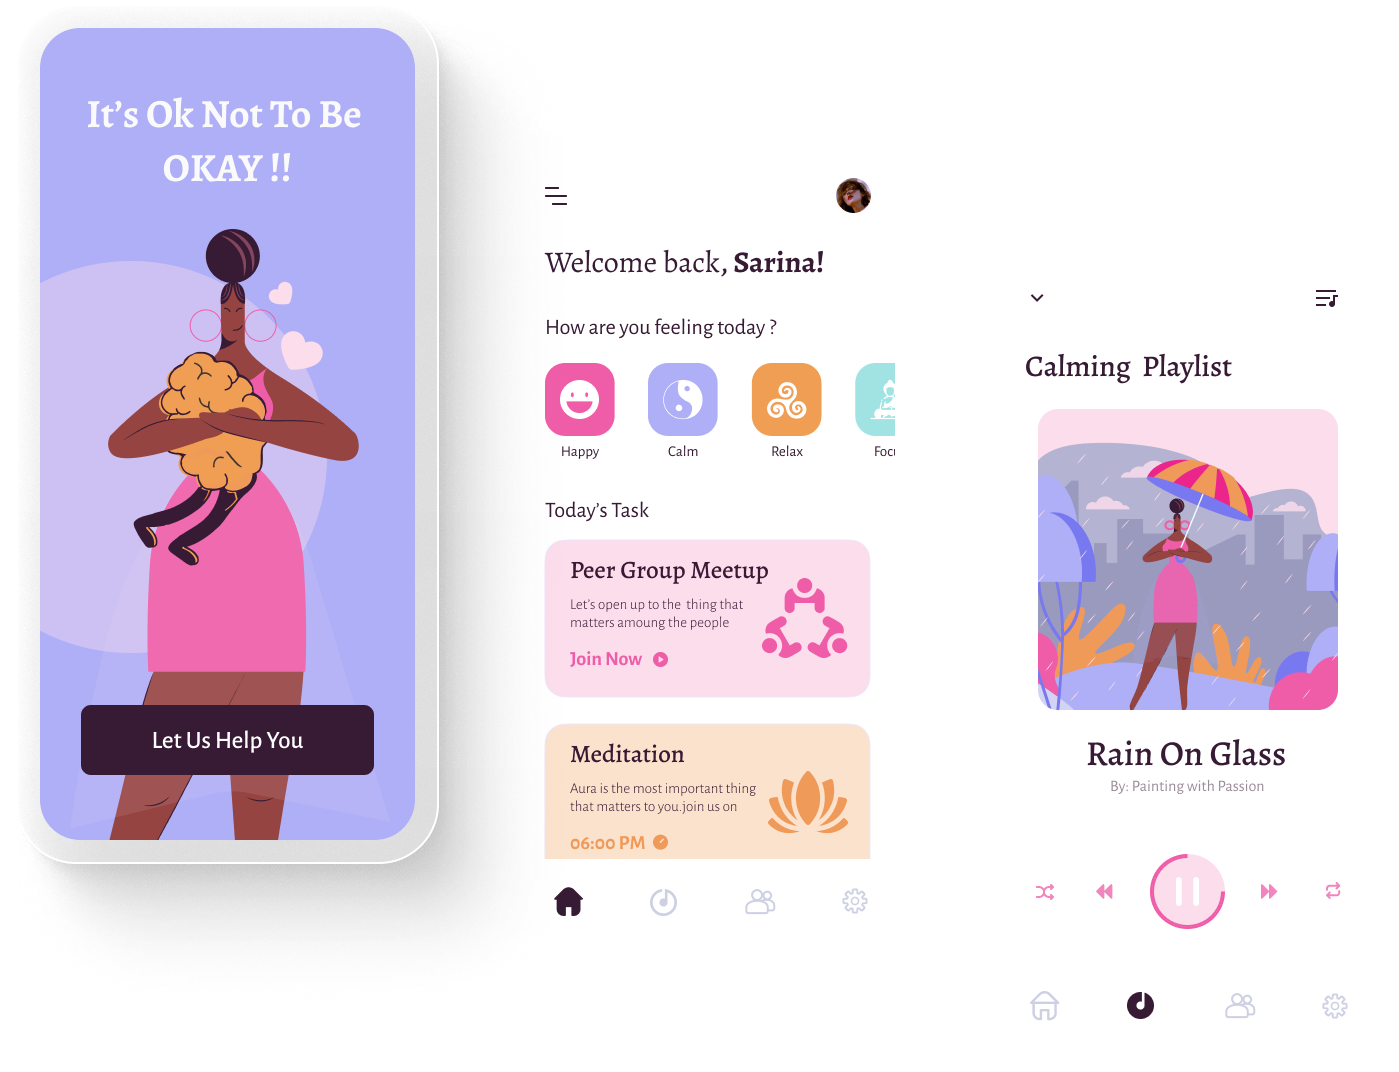 It's Ok Not To Be
OKAY !!
Let Us Help You
Welcome back, Sarina!
How are you feeling today ?
Happy
Calm
Relax
Focu
Today's Task
Peer Group Meetup
Let's open up to the thing that
matters amoung the people
Join Now
Meditation
Aura is the most important thing
that matters to you.join us on
06:00 PM
Calming Playlist
Rain On Glass
By: Painting with Passion